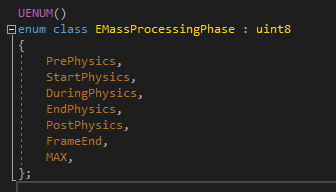 UENUM()
enum class EMassProcessingPhase : uint8
{
PrePhysics,
StartPhysics,
DuringPhysics,
EndPhysics,
PostPhysics,
FrameEnd,
MAX,
};